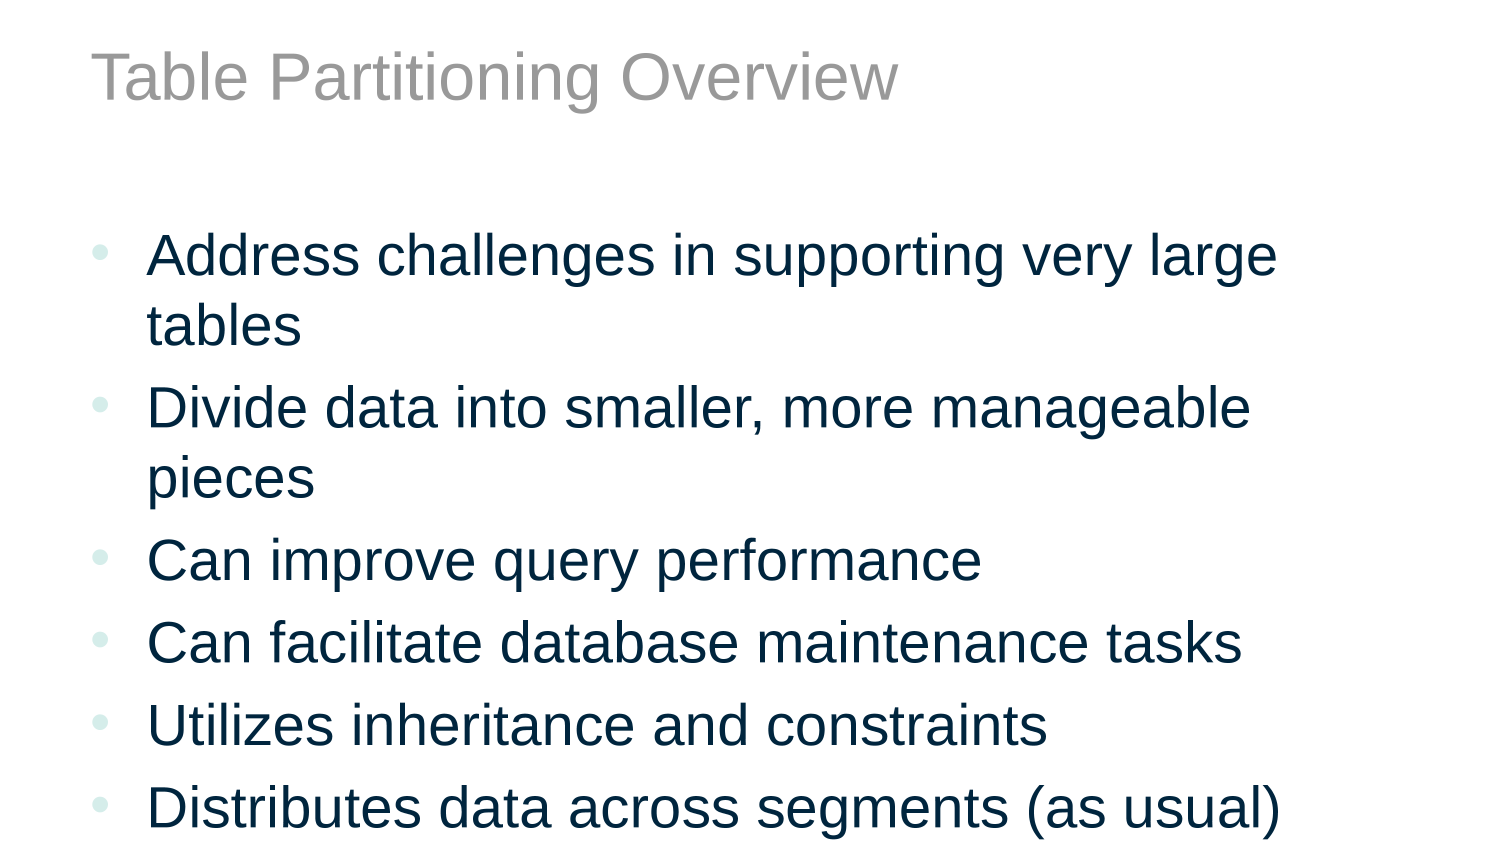 Table Partitioning Overview
• Address challenges in supporting very large
tables
• Divide data into smaller, more manageable
pieces
• Can improve query performance
• Can facilitate database maintenance tasks
• Utilizes inheritance and constraints
• Distributes data across segments (as usual)